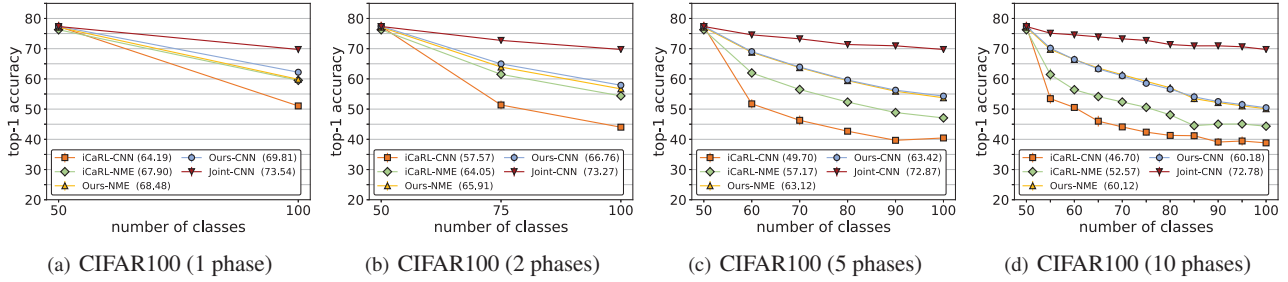 80
70
60
50
40
30
20
top-1 accuracy
iCaRL-CNN (64.19)
iCaRL-NME (67.90)
Ours-NME (68,48)
Ours-CNN (69.81)
Joint-CNN (73.54)
50 100
number of classes
(a) CIFAR100 (1 phase)
80
70
60
50
40
30
20
top-1 accuracy
iCaRL-CNN (57.57)
iCaRL-NME (64.05)
Ours-NME (65,91)
Ours-CNN (66.76)
Joint-CNN (73.27)
50 75 100
number of classes
(b) CIFAR100 (2 phases)
80
70
60
50
40
30
20
top-1 accuracy
iCaRL-CNN (49.70)
iCaRL-NME (57.17)
Ours-NME (63,12)
Ours-CNN (63.42)
Joint-CNN (72.87)
50 60 70 80 90 100
number of classes
(c) CIFAR100 (5 phases)
80
70
60
50
40
30
20
top-1 accuracy
iCaRL-CNN (46.70)
iCaRL-NME (52.57)
Ours-NME (60,12)
Ours-CNN (60.18)
Joint-CNN (72.78)
50 60 70 80 90 100
number of classes
(d) CIFAR100 (10 phases)